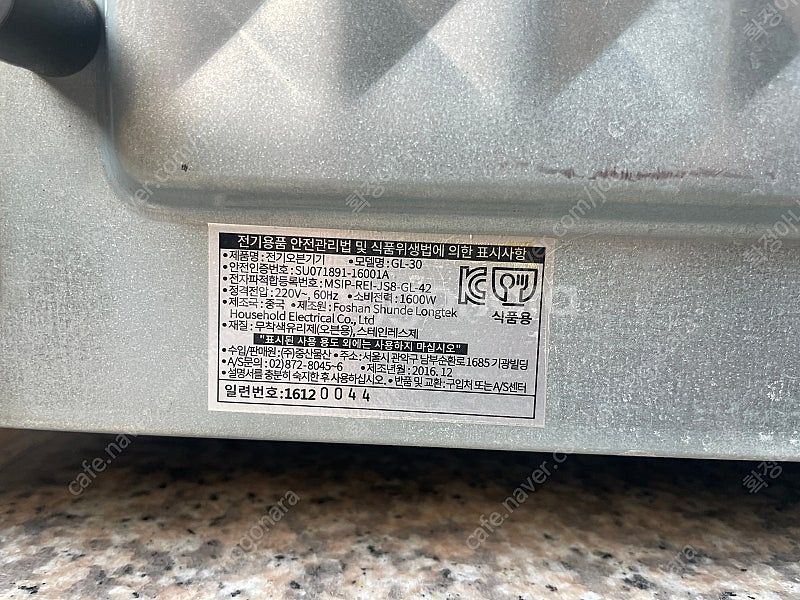 전기용품 안전관리법 및 식품위생법에 의한 표시사항
• 제품명 : 전기오븐기기 • 모델명 : GL-30
• 안전인증번호 : SU071891-16001A
• 전자파적합등록번호 : MSIP-REI-JS8-GL-42
• 정격전압 : 220V~, 60Hz • 소비전력 : 1600W
• 제조국 : 중국 • 제조원 : Foshan Shunde Longtek
Household Electrical Co., Ltd
식품용
• 재질 : 무착색유리제(오븐용), 스테인레스제
"표시된 사용 용도 외에는 사용하지 마십시오"
• 수입/판매원 : (주)중산물산 • 주소 : 서울시 관악구 남부순환로 1685 기광빌딩
• A/S문의 : 02)872-8045~6 • 제조년월 : 2016. 12
• 설명서를 충분히 숙지한 후 사용하십시오. • 반품 및 교환 : 구입처 또는 A/S센터
일련번호 : 1612 0044
cafe.naver.com/joonggonara
cafe.naver.com